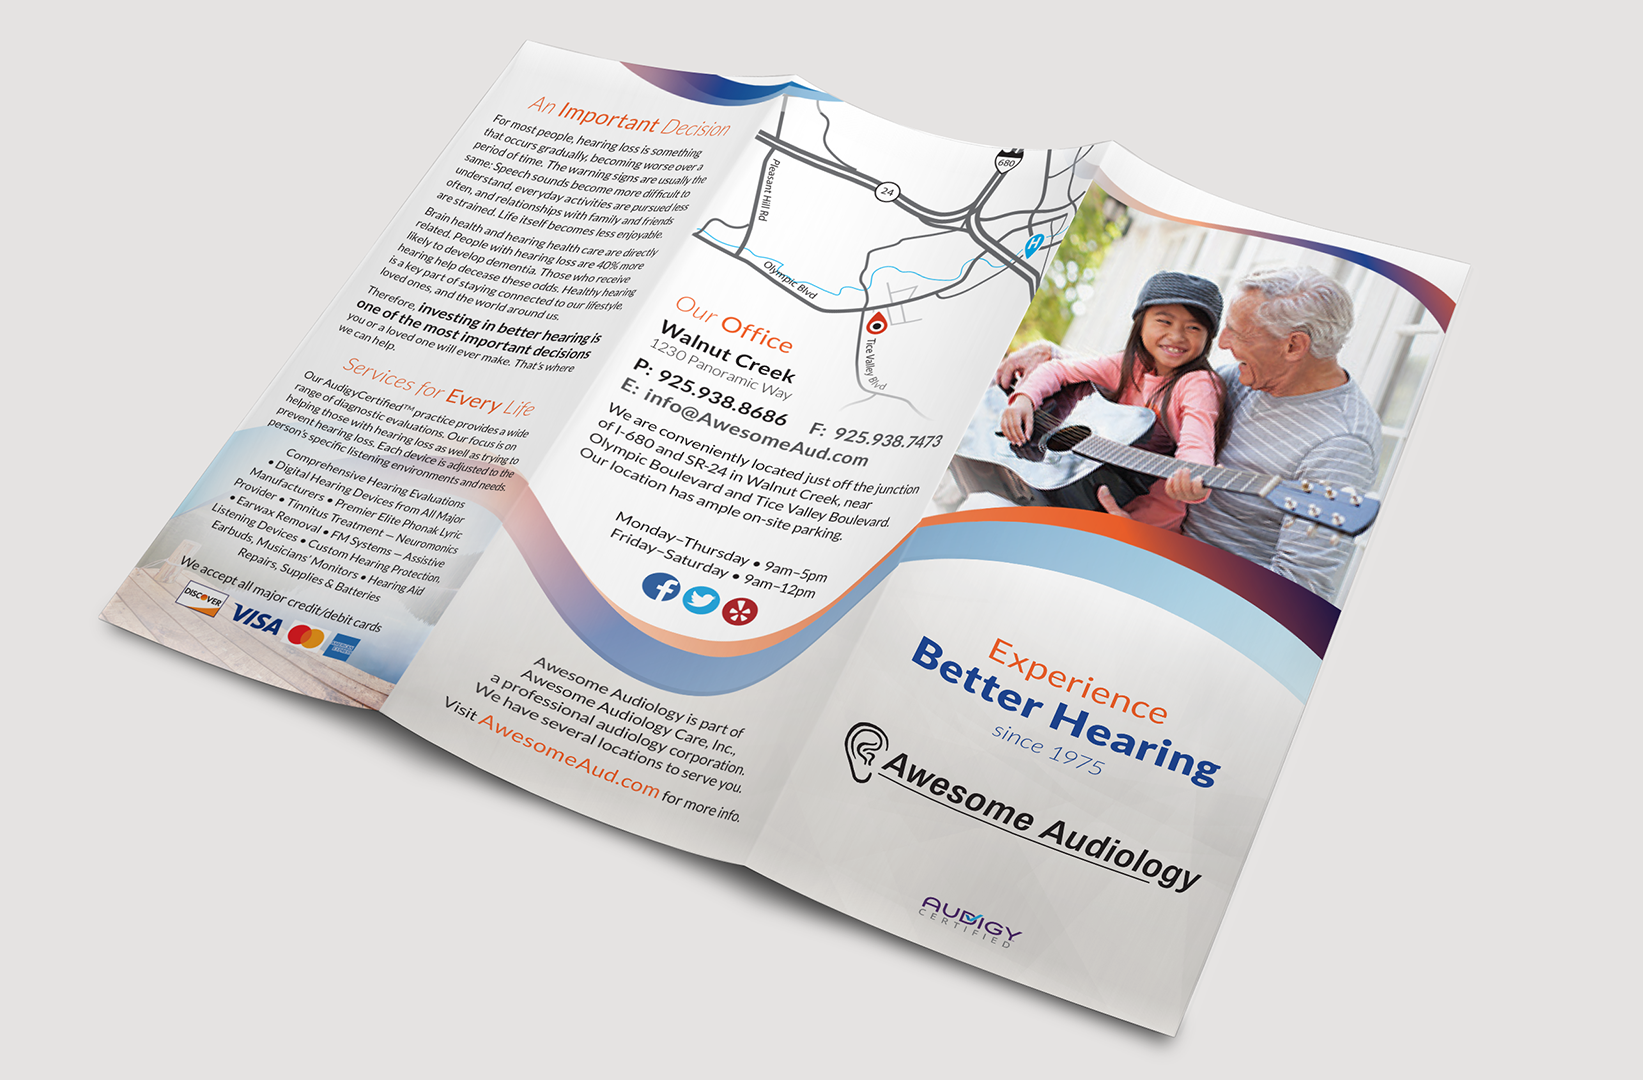 An Important Decision
For most people, hearing loss is something
that occurs gradually, becoming worse over a
period of time. The warning signs are usually the
same: Speech sounds become more difficult to
understand, everyday activities are pursued less
often, and relationships with family and friends
are strained. Life itself becomes less enjoyable.
Brain health and hearing health care are directly
related. People with hearing loss are 40% more
likely to develop dementia. Those who receive
hearing help decease these odds. Healthy hearing
is a key part of staying connected to our lifestyle,
loved ones, and the world around us.
Therefore, investing in better hearing is
one of the most important decisions
you or a loved one will ever make. That's where
we can help.
Services for Every Life
Our AudigyCertified™ practice provides a wide
range of diagnostic evaluations. Our focus is on
helping those with hearing loss as well as trying to
prevent hearing loss. Each device is adjusted to the
person's specific listening environments and needs.
Comprehensive Hearing Evaluations
• Digital Hearing Devices from All Major
Manufacturers • A Premier Elite Phonak Lyric
Provider • Tinnitus Treatment — Neuromonics
• Earwax Removal • FM Systems — Assistive
Listening Devices • Custom Hearing Protection,
Earbuds, Musicians' Monitors • Hearing Aid
Repairs, Supplies & Batteries
We accept all major credit/debit cards
DISCOVER
VISA
AMERICAN EXPRESS
680
24
Pleasant Hill Rd
H
Olympic Blvd
Tice Valley Blvd
Our Office
Walnut Creek
1230 Panoramic Way
P: 925.938.8686 F: 925.938.7473
E: info@AwesomeAud.com
We are conveniently located just off the junction
of I-680 and SR-24 in Walnut Creek, near
Olympic Boulevard and Tice Valley Boulevard.
Our location has ample on-site parking.
Monday–Thursday • 9am–5pm
Friday–Saturday • 9am–12pm
Awesome Audiology is part of
Awesome Audiology Care, Inc.,
a professional audiology corporation.
We have several locations to serve you.
Visit AwesomeAud.com for more info.
Experience
Better Hearing
since 1975
Awesome Audiology
AUDIGY
CERTIFIED